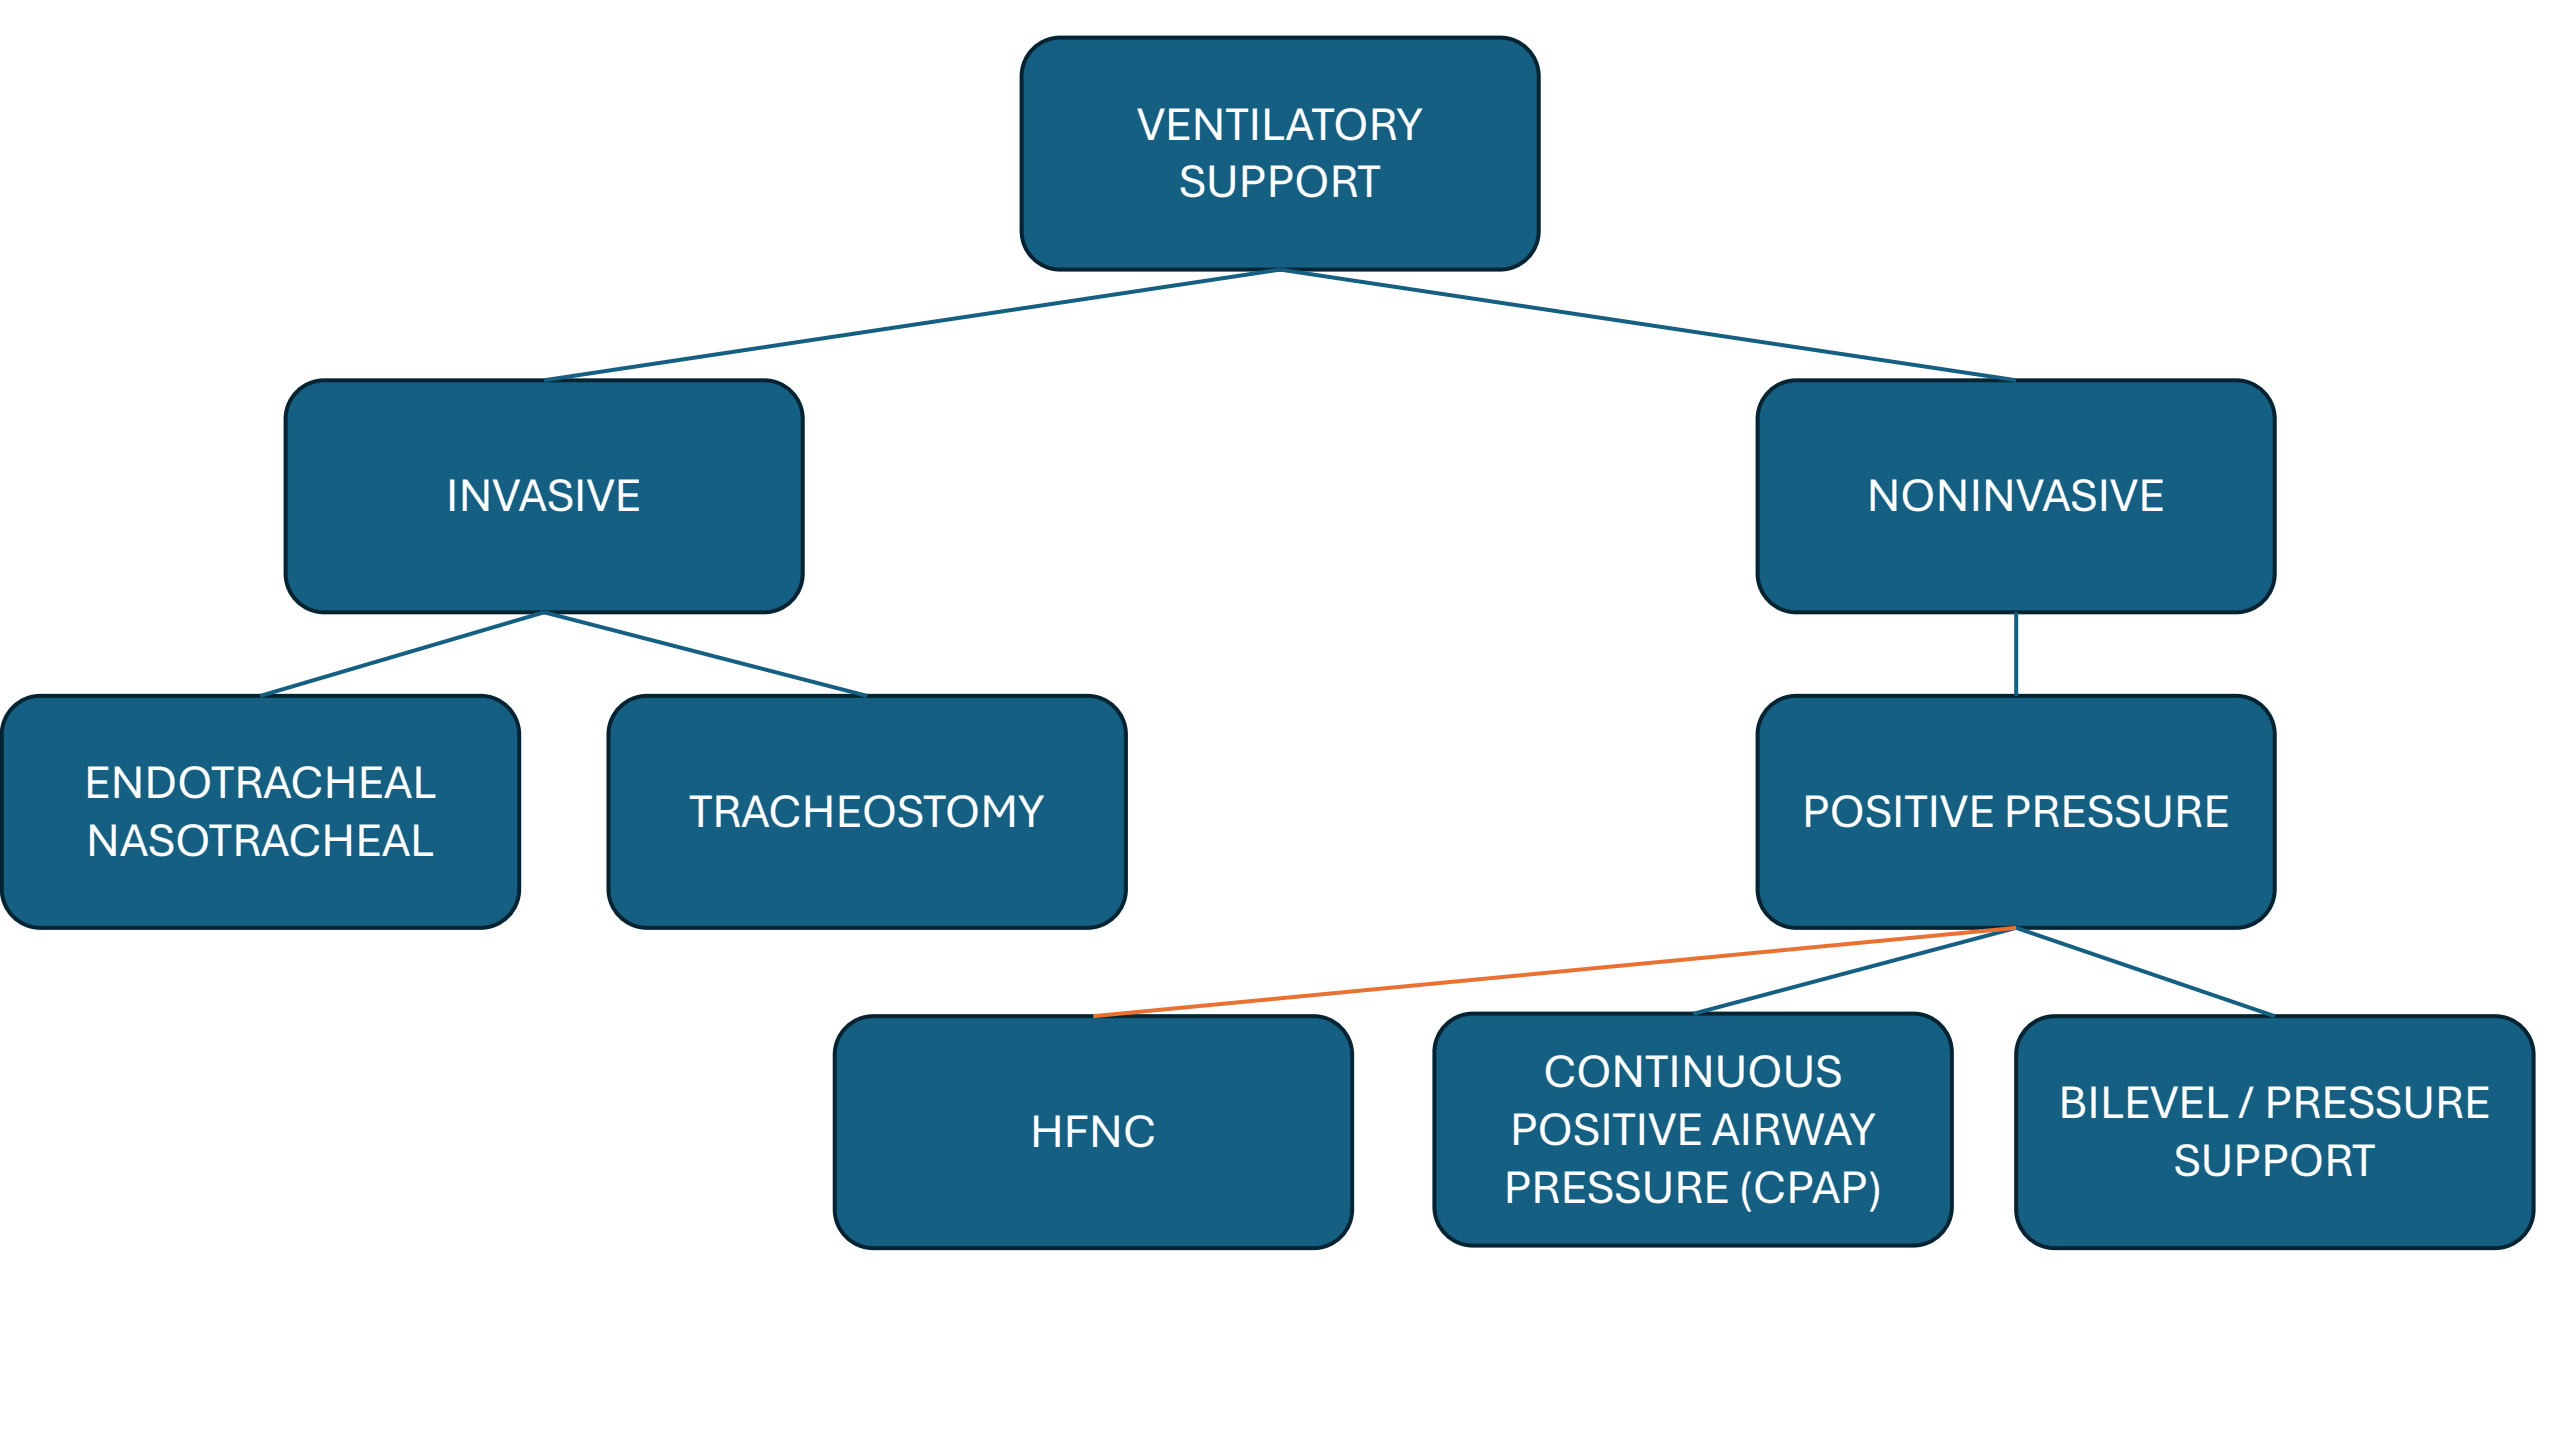 VENTILATORY
SUPPORT
INVASIVE
NONINVASIVE
ENDOTRACHEAL
NASOTRACHEAL
TRACHEOSTOMY
POSITIVE PRESSURE
HFNC
CONTINUOUS
POSITIVE AIRWAY
PRESSURE (CPAP)
BILEVEL / PRESSURE
SUPPORT